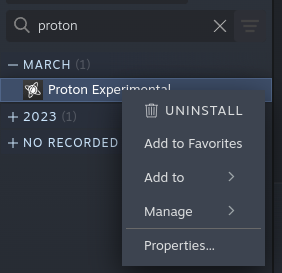 proton
MARCH (1)
Proton Experimental
UNINSTALL
2023 (1)
Add to Favorites
NO RECORDED
Add to
Manage
Properties...